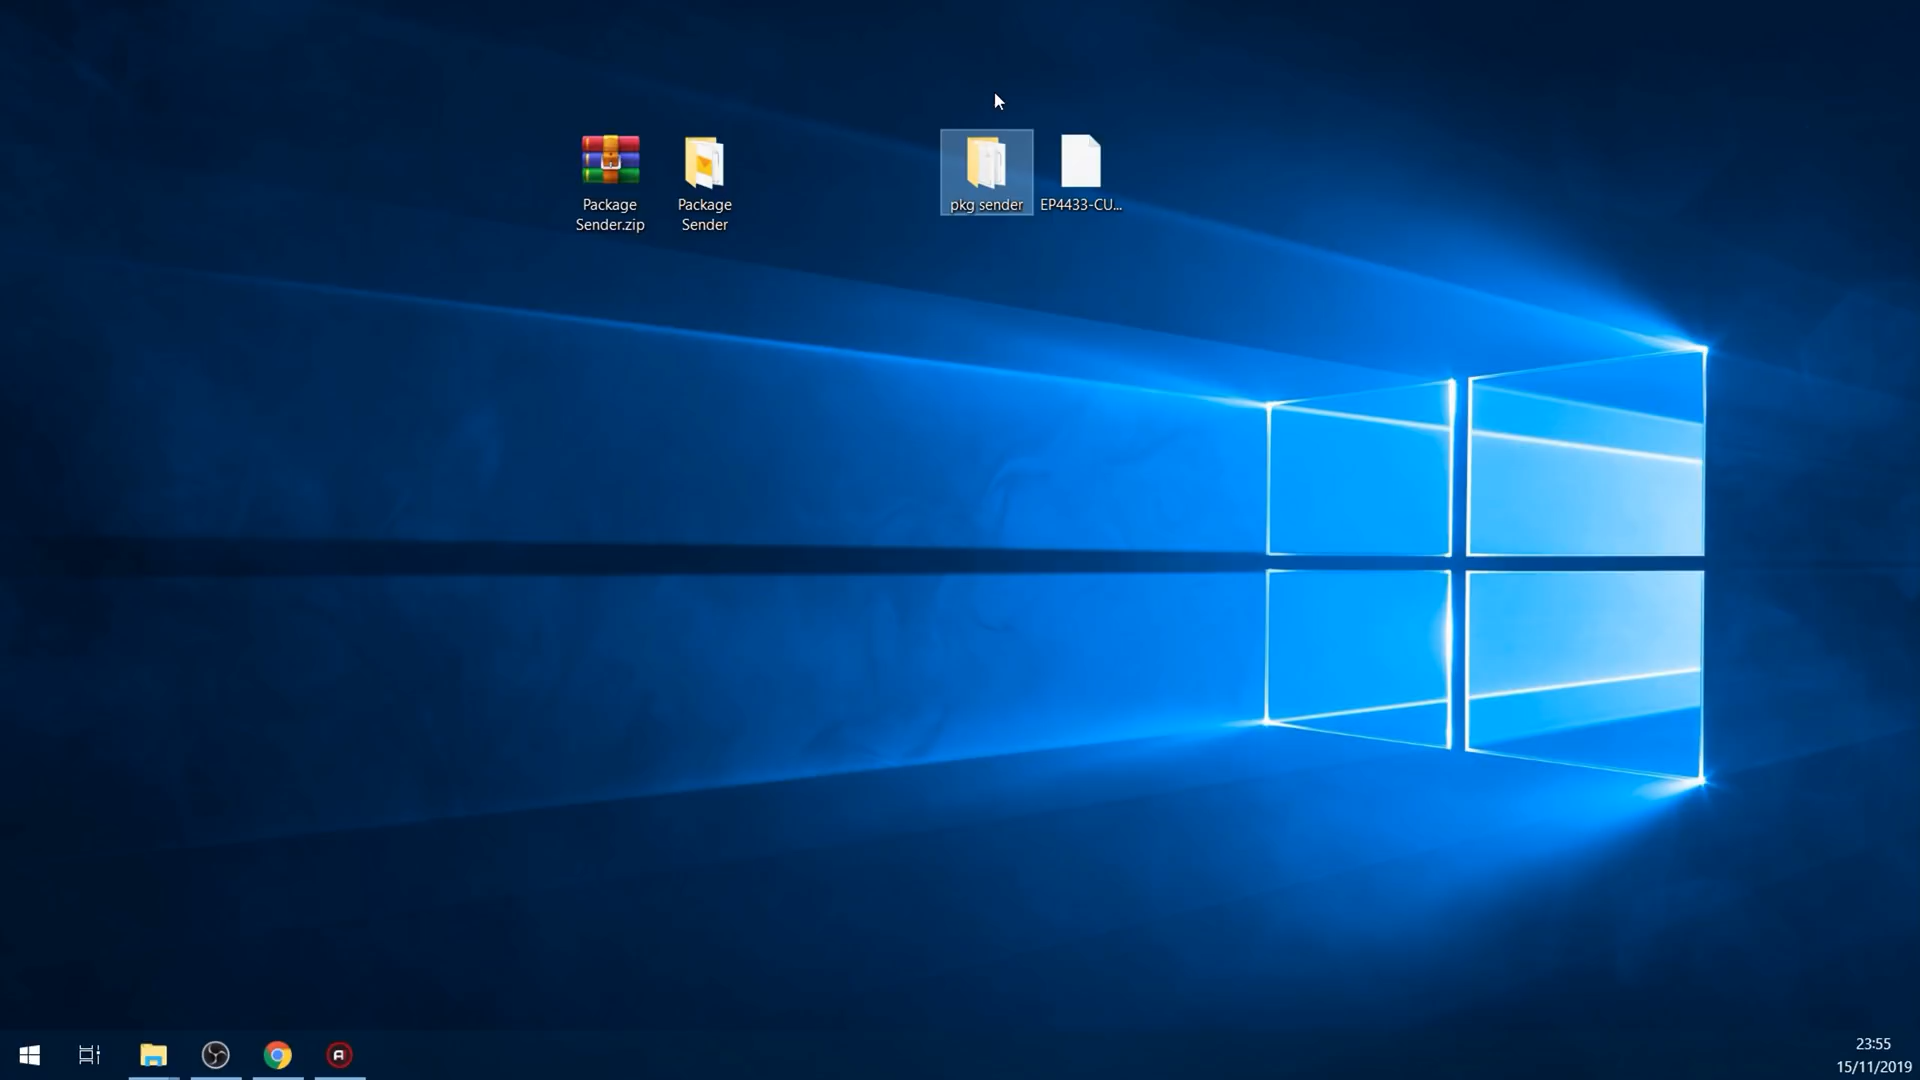 Package
Sender.zip
Package
Sender
pkg sender
EP4433-CU...
23:55
15/11/2019